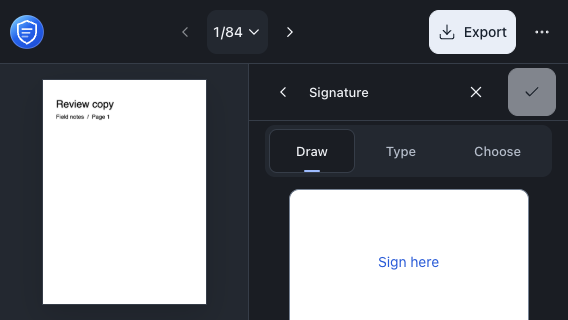 1/84
Export
Review copy
Field notes / Page 1
Signature
Draw
Type
Choose
Sign here